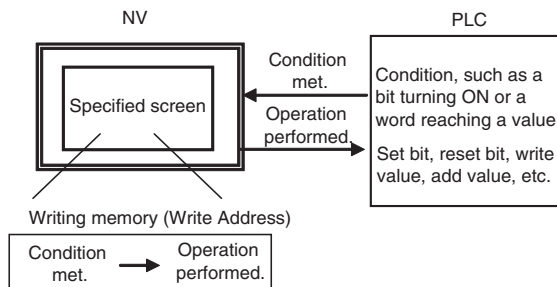 NV
PLC
Specified screen
Condition
met.
Operation
performed.
Condition, such as a
bit turning ON or a
word reaching a value
Set bit, reset bit, write
value, add value, etc.
Writing memory (Write Address)
Condition
met.
Operation
performed.